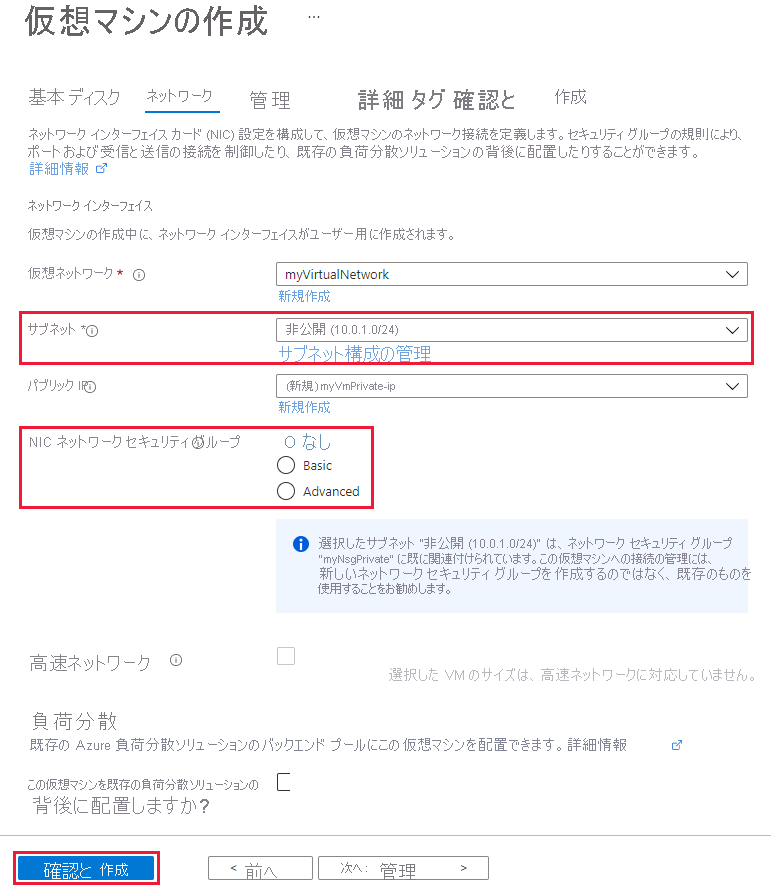 仮想マシンの作成 …
基本 ディスク ネットワーク 管理 詳細 タグ 確認と 作成
ネットワーク インターフェイス カード (NIC) 設定を構成して、仮想マシンのネットワーク接続を定義します。セキュリティ グループの規則により、
ポートおよび受信と送信の接続を制御したり、既存の負荷分散ソリューションの背後に配置したりすることができます。
詳細情報
ネットワーク インターフェイス
仮想マシンの作成中に、ネットワーク インターフェイスがユーザー用に作成されます。
仮想ネットワーク * myVirtualNetwork
新規作成
サブネット * 非公開 (10.0.1.0/24)
サブネット構成の管理
パブリック IP (新規) myVmPrivate-ip
新規作成
NIC ネットワーク セキュリティ グループ なし
Basic
Advanced
選択したサブネット "非公開 (10.0.1.0/24)" は、ネットワーク セキュリティ グループ
"myNsgPrivate" に既に関連付けられています。この仮想マシンへの接続の管理には、
新しいネットワーク セキュリティ グループを作成するのではなく、既存のものを
使用することをお勧めします。
高速ネットワーク
選択した VM のサイズは、高速ネットワークに対応していません。
負荷分散
既存の Azure 負荷分散ソリューションのバックエンド プールにこの仮想マシンを配置できます。詳細情報
この仮想マシンを既存の負荷分散ソリューションの
背後に配置しますか?
確認と 作成 < 前へ 次へ: 管理 >